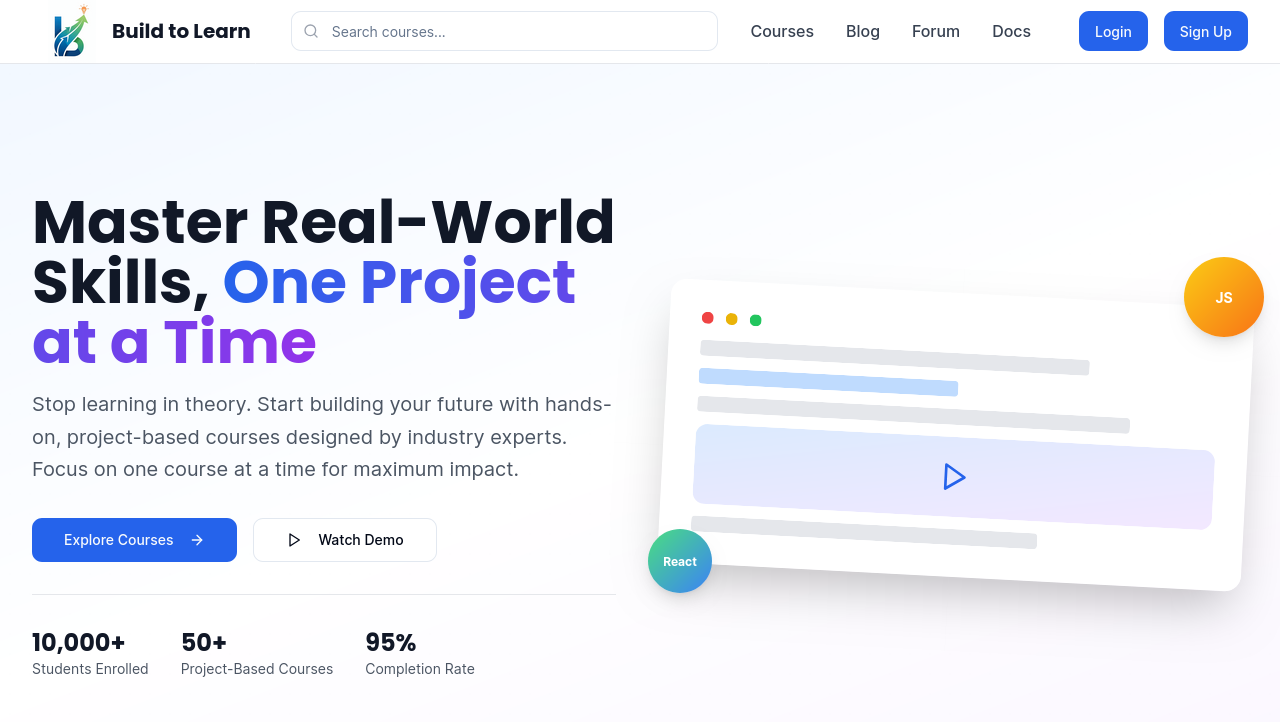 Build to Learn
Search courses...
Courses
Blog
Forum
Docs
Login
Sign Up
Master Real-World
Skills, One Project
at a Time
Stop learning in theory. Start building your future with hands-
on, project-based courses designed by industry experts.
Focus on one course at a time for maximum impact.
Explore Courses
Watch Demo
10,000+
Students Enrolled
50+
Project-Based Courses
95%
Completion Rate
JS
React